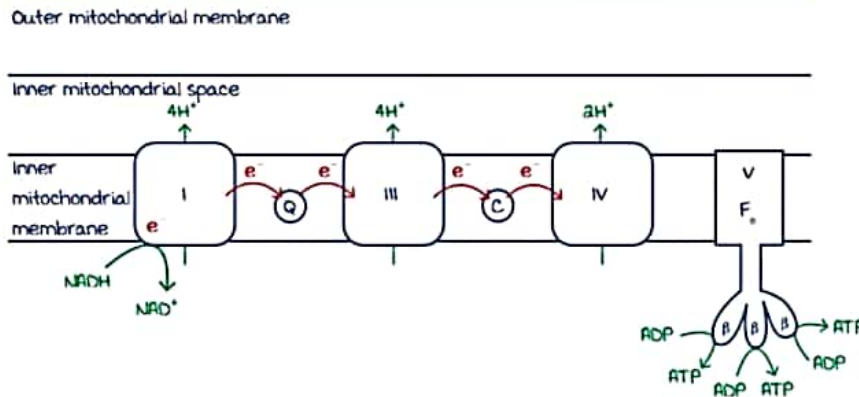 Outer mitochondrial membrane
Inner mitochondrial space
4H⁺ 4H⁺ 2H⁺
Inner
mitochondrial
membrane
e⁻ e⁻ e⁻ e⁻
I Q III C IV V
F₀
e⁻
NADH
NAD⁺
β β β
ADP ATP
ATP ADP ATP ADP